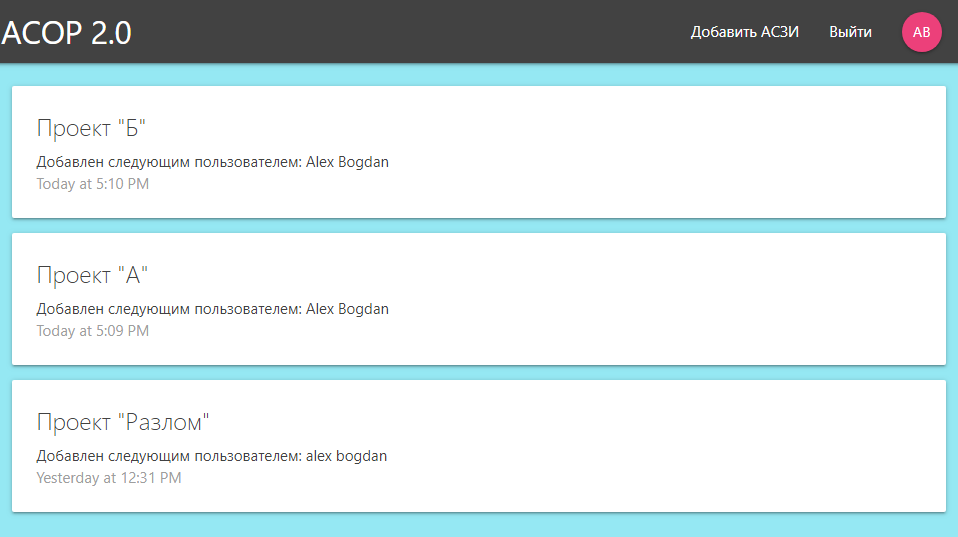 АСОР 2.0
Добавить АСЗИ
Выйти
AB
Проект "Б"
Добавлен следующим пользователем: Alex Bogdan
Today at 5:10 PM
Проект "А"
Добавлен следующим пользователем: Alex Bogdan
Today at 5:09 PM
Проект "Разлом"
Добавлен следующим пользователем: alex bogdan
Yesterday at 12:31 PM